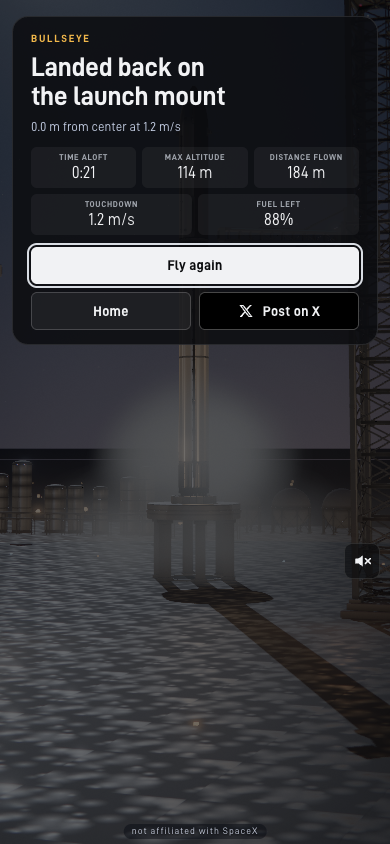 BULLSEYE
Landed back on
the launch mount
0.0 m from center at 1.2 m/s
TIME ALOFT
0:21
MAX ALTITUDE
114 m
DISTANCE FLOWN
184 m
TOUCHDOWN
1.2 m/s
FUEL LEFT
88%
Fly again
Home
Post on X
not affiliated with SpaceX